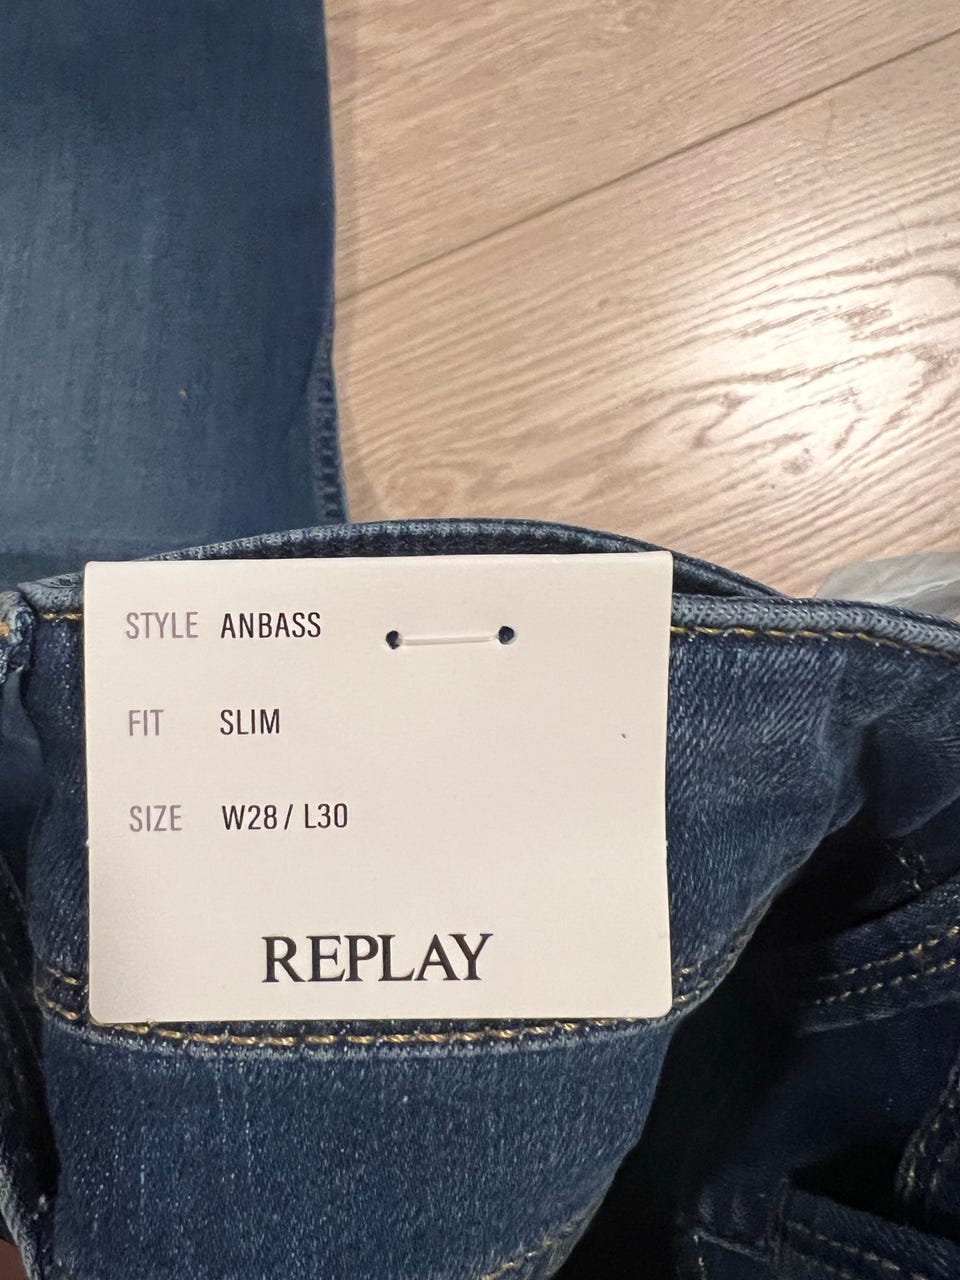 STYLE ANBASS
FIT SLIM
SIZE W28 / L30
REPLAY